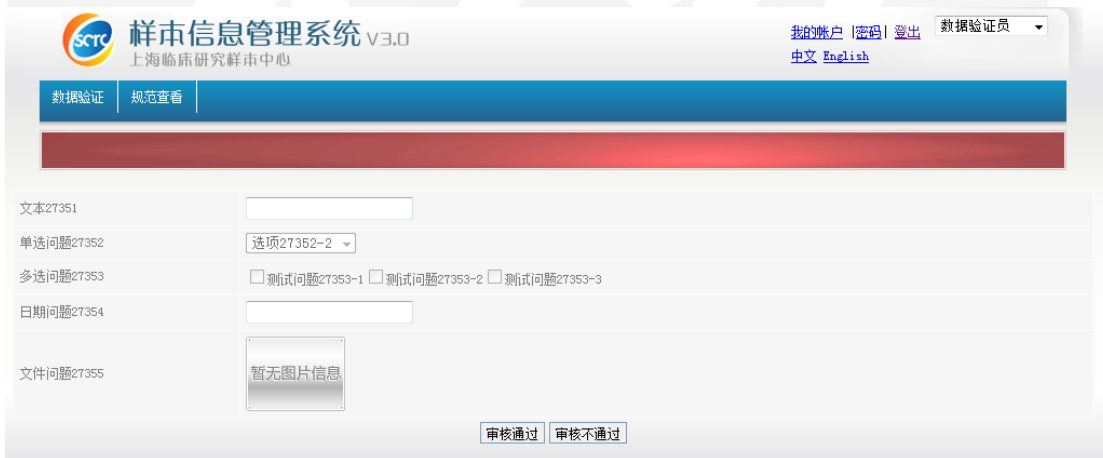 SCTC 样本信息管理系统 V3.0
上海临床研究样本中心
我的帐户 |密码| 登出 数据验证员
中文 English
数据验证 规范查看
文本27351
单选问题27352 选项27352-2
多选问题27353 测试问题27353-1 测试问题27353-2 测试问题27353-3
日期问题27354
文件问题27355 暂无图片信息
审核通过 审核不通过